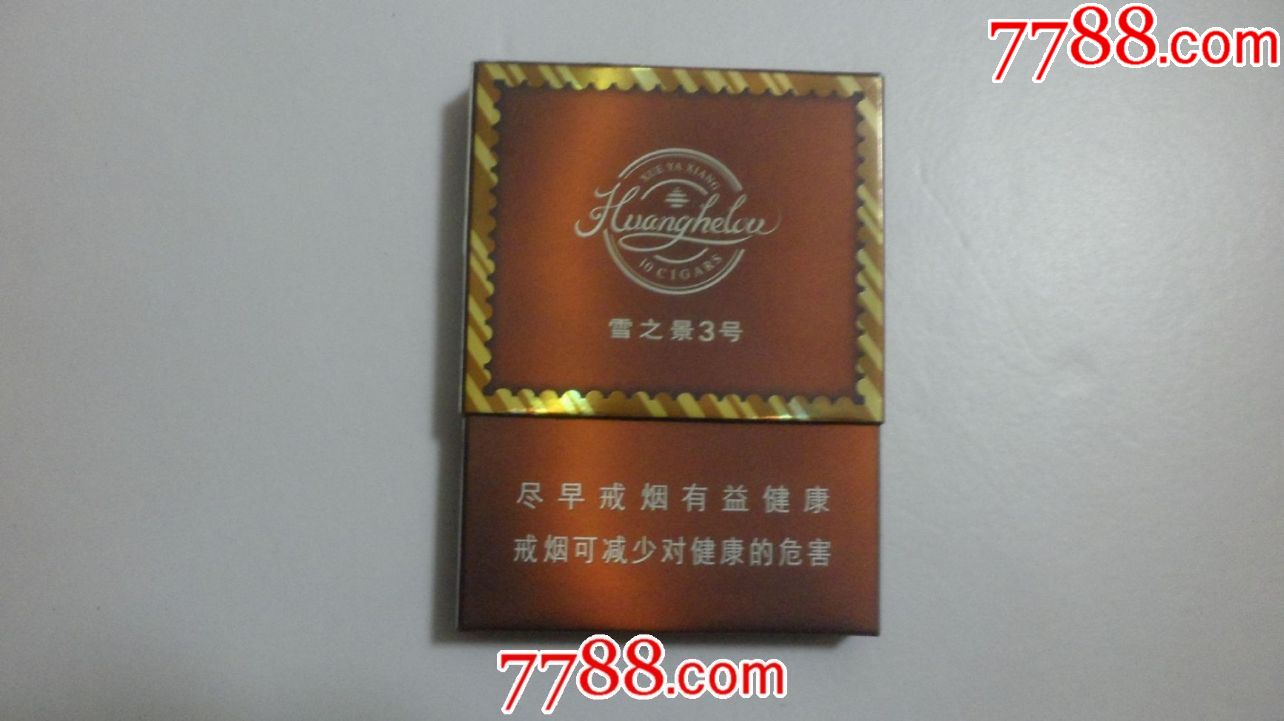 7788.com
XUE YA XIANG
Huanghelou
10 CIGARS
雪之景3号
尽早戒烟有益健康
戒烟可减少对健康的危害
7788.com